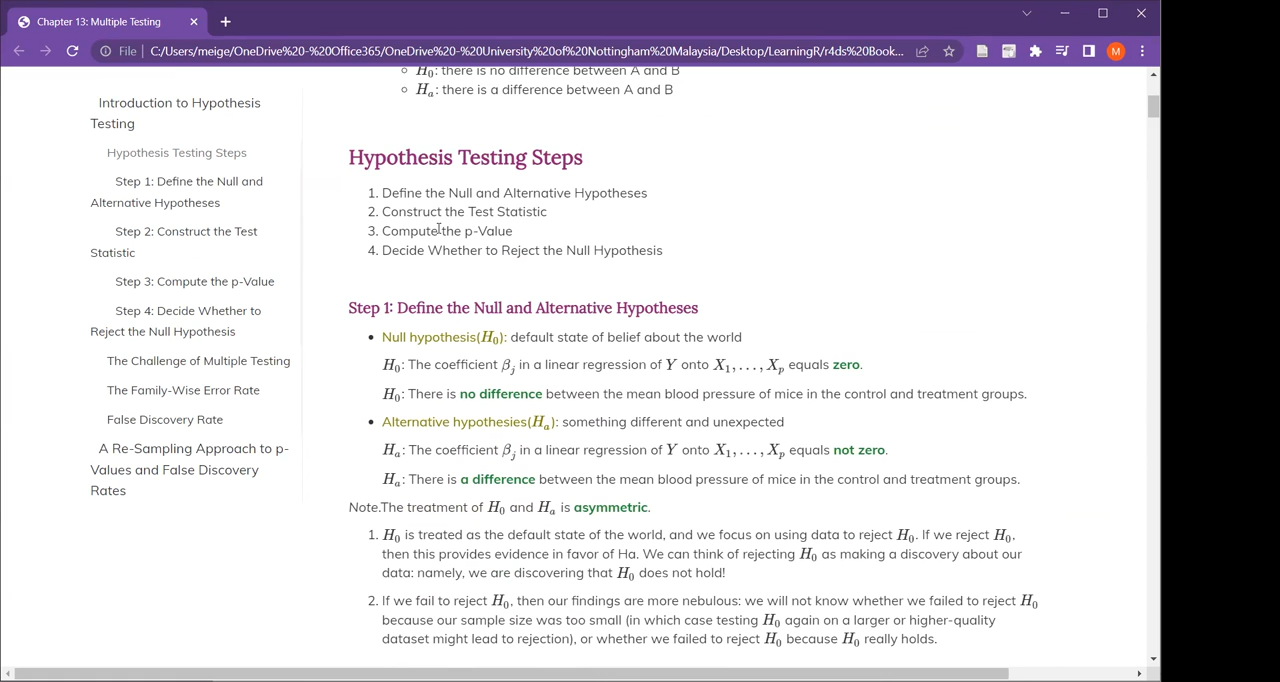 Chapter 13: Multiple Testing
File
C:/Users/meige/OneDrive%20-%20Office365/OneDrive%20-%20University%20of%20Nottingham%20Malaysia/Desktop/LearningR/r4ds%20Book...
M
Introduction to Hypothesis
Testing
Hypothesis Testing Steps
Step 1: Define the Null and
Alternative Hypotheses
Step 2: Construct the Test
Statistic
Step 3: Compute the p-Value
Step 4: Decide Whether to
Reject the Null Hypothesis
The Challenge of Multiple Testing
The Family-Wise Error Rate
False Discovery Rate
A Re-Sampling Approach to p-
Values and False Discovery
Rates
H₀: there is no difference between A and B
Hₐ: there is a difference between A and B
Hypothesis Testing Steps
1. Define the Null and Alternative Hypotheses
2. Construct the Test Statistic
3. Compute the p-Value
4. Decide Whether to Reject the Null Hypothesis
Step 1: Define the Null and Alternative Hypotheses
• Null hypothesis(H₀): default state of belief about the world
H₀: The coefficient βⱼ in a linear regression of Y onto X₁, . . . , Xₚ equals zero.
H₀: There is no difference between the mean blood pressure of mice in the control and treatment groups.
• Alternative hypothesies(Hₐ): something different and unexpected
Hₐ: The coefficient βⱼ in a linear regression of Y onto X₁, . . . , Xₚ equals not zero.
Hₐ: There is a difference between the mean blood pressure of mice in the control and treatment groups.
Note.The treatment of H₀ and Hₐ is asymmetric.
1. H₀ is treated as the default state of the world, and we focus on using data to reject H₀. If we reject H₀,
then this provides evidence in favor of Ha. We can think of rejecting H₀ as making a discovery about our
data: namely, we are discovering that H₀ does not hold!
2. If we fail to reject H₀, then our findings are more nebulous: we will not know whether we failed to reject H₀
because our sample size was too small (in which case testing H₀ again on a larger or higher-quality
dataset might lead to rejection), or whether we failed to reject H₀ because H₀ really holds.